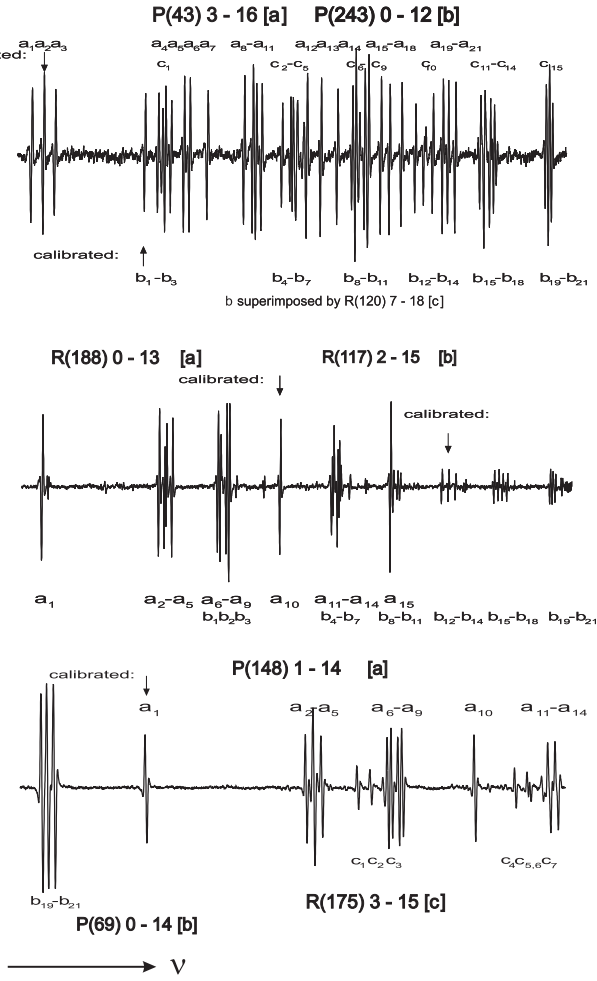 P(43) 3 - 16 [a] P(243) 0 - 12 [b]
a1a2a3 a4a5a6a7 a8-a11 a12a13a14 a15-a18 a19-a21
ted: c1 c2-c5 c6-c9 c10 c11-c14 c15
calibrated:
b1-b3 b4-b7 b8-b11 b12-b14 b15-b18 b19-b21
b superimposed by R(120) 7 - 18 [c]
R(188) 0 - 13 [a] R(117) 2 - 15 [b]
calibrated:
calibrated:
a1 a2-a5 a6-a9 a10 a11-a14 a15
b1b2b3 b4-b7 b8-b11 b12-b14 b15-b18 b19-b21
P(148) 1 - 14 [a]
calibrated:
a1 a2-a5 a6-a9 a10 a11-a14
c1c2c3 c4c5,6c7
b19-b21 R(175) 3 - 15 [c]
P(69) 0 - 14 [b]
ν